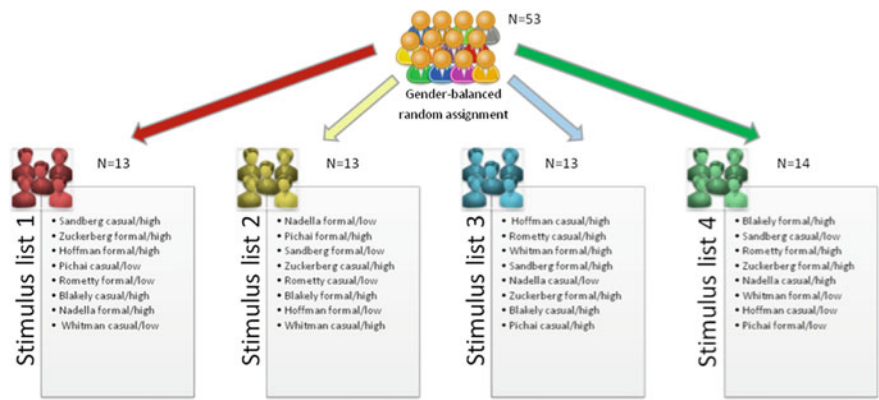 N=53
Gender-balanced
random assignment
N=13
Stimulus list 1
• Sandberg casual/high
• Zuckerberg formal/high
• Hoffman formal/high
• Pichai casual/low
• Rometty formal/low
• Blakely casual/high
• Nadella formal/high
• Whitman casual/low
N=13
Stimulus list 2
• Nadella formal/low
• Pichai formal/high
• Sandberg formal/low
• Zuckerberg casual/high
• Rometty casual/low
• Blakely formal/high
• Hoffman formal/low
• Whitman casual/high
N=13
Stimulus list 3
• Hoffman casual/high
• Rometty casual/high
• Whitman formal/high
• Sandberg formal/high
• Nadella casual/low
• Zuckerberg formal/high
• Blakely casual/high
• Pichai casual/high
N=14
Stimulus list 4
• Blakely formal/high
• Sandberg casual/low
• Rometty formal/high
• Zuckerberg formal/high
• Nadella casual/high
• Whitman formal/low
• Hoffman casual/low
• Pichai formal/low